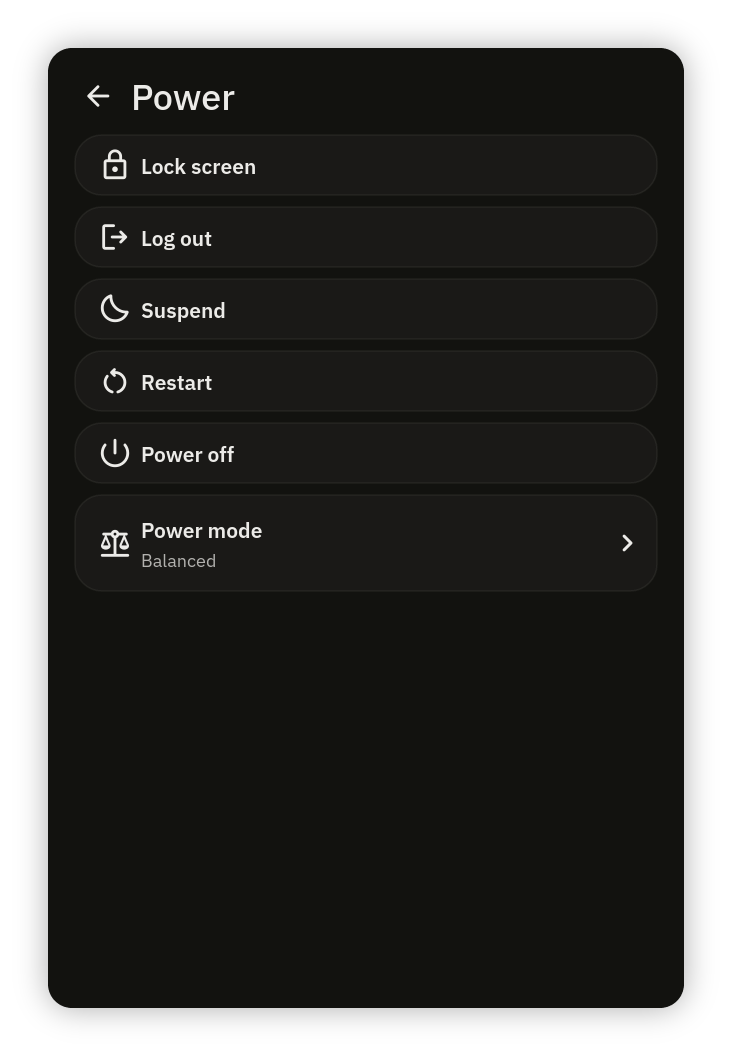 Power
Lock screen
Log out
Suspend
Restart
Power off
Power mode
Balanced